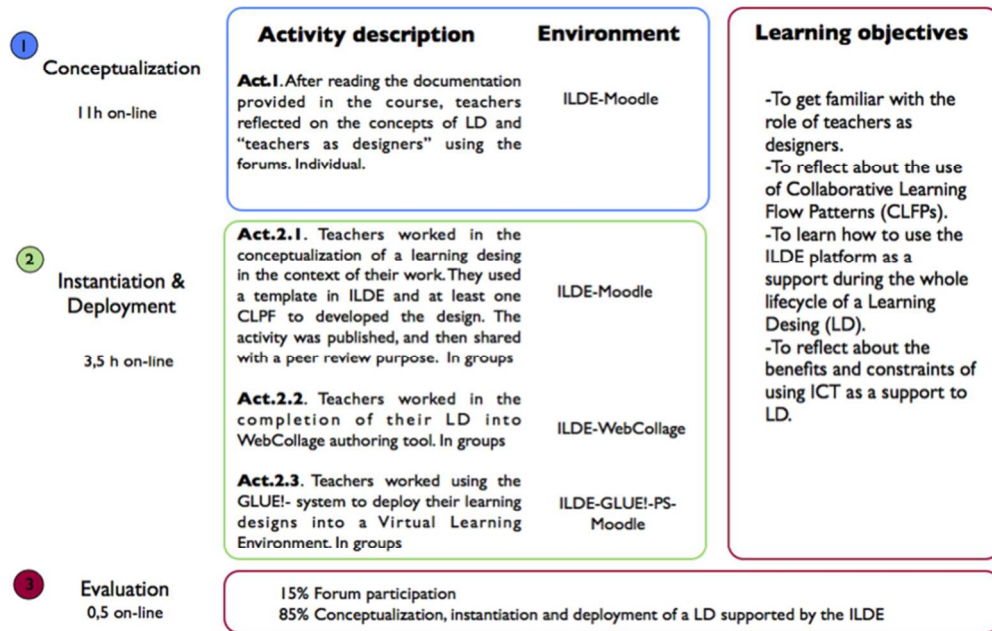 1
Conceptualization
11h on-line
Activity description
Environment
Act.1. After reading the documentation
provided in the course, teachers
reflected on the concepts of LD and
“teachers as designers” using the
forums. Individual.
ILDE-Moodle
2
Instantiation &
Deployment
3,5 h on-line
Act.2.1. Teachers worked in the
conceptualization of a learning desing
in the context of their work. They used
a template in ILDE and at least one
CLPF to developed the design. The
activity was published, and then shared
with a peer review purpose. In groups
ILDE-Moodle
Act.2.2. Teachers worked in the
completion of their LD into
WebCollage authoring tool. In groups
ILDE-WebCollage
Act.2.3. Teachers worked using the
GLUE!- system to deploy their learning
designs into a Virtual Learning
Environment. In groups
ILDE-GLUE!-PS-
Moodle
Learning objectives
-To get familiar with the
role of teachers as
designers.
-To reflect about the use
of Collaborative Learning
Flow Patterns (CLFPs).
-To learn how to use the
ILDE platform as a
support during the whole
lifecycle of a Learning
Desing (LD).
-To reflect about the
benefits and constraints of
using ICT as a support to
LD.
3
Evaluation
0,5 on-line
15% Forum participation
85% Conceptualization, instantiation and deployment of a LD supported by the ILDE